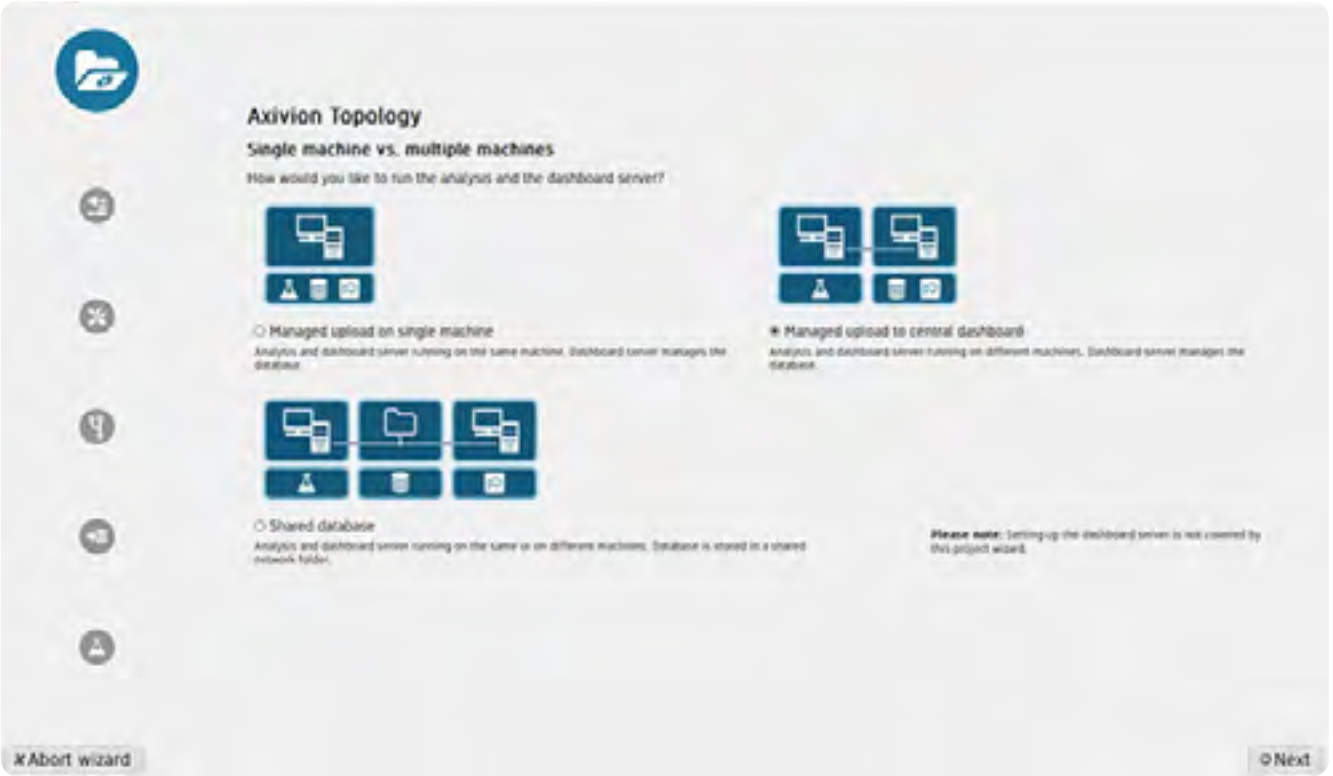 Axivion Topology
Single machine vs. multiple machines
How would you like to run the analysis and the dashboard server?
Managed upload on single machine
Managed upload to central dashboard
Analysis and dashboard server running on the same machine. Dashboard server manages the
database.
Analysis and dashboard server running on different machines. Dashboard server manages the
database.
Shared database
Analysis and dashboard server running on the same or on different machines. Database is stored in a shared
network folder.
Please note: Setting up the dashboard server is not covered by
this project wizard.
Abort wizard
Next